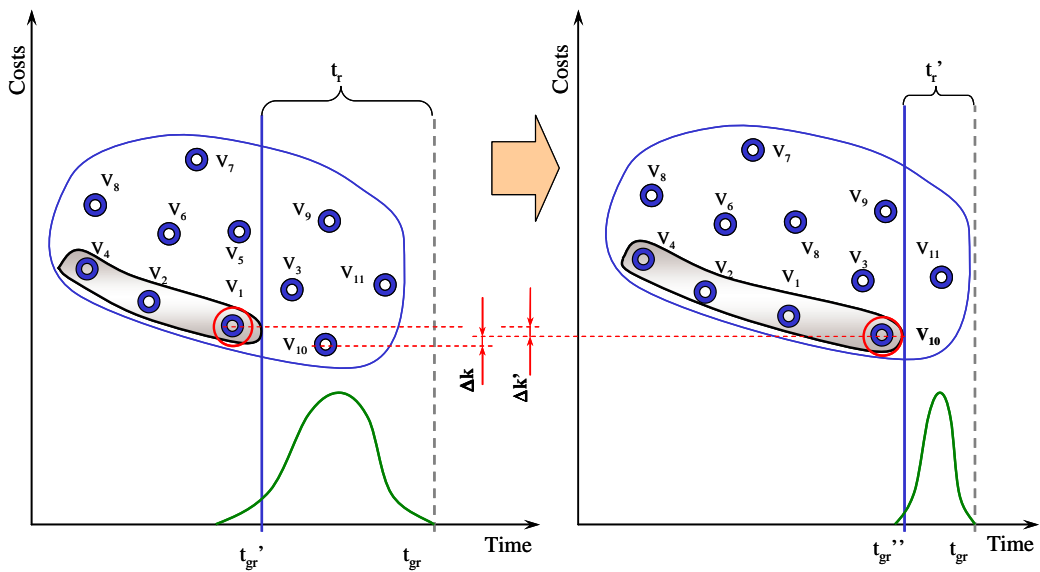 Costs
t_r
V_7
V_8
V_6
V_9
V_5
V_4
V_2
V_3
V_11
V_1
V_10
Δk
Δk'
t_gr'
t_gr
Time
Costs
t_r'
V_7
V_8
V_6
V_9
V_8
V_4
V_11
V_3
V_2
V_1
V_10
t_gr''
t_gr
Time